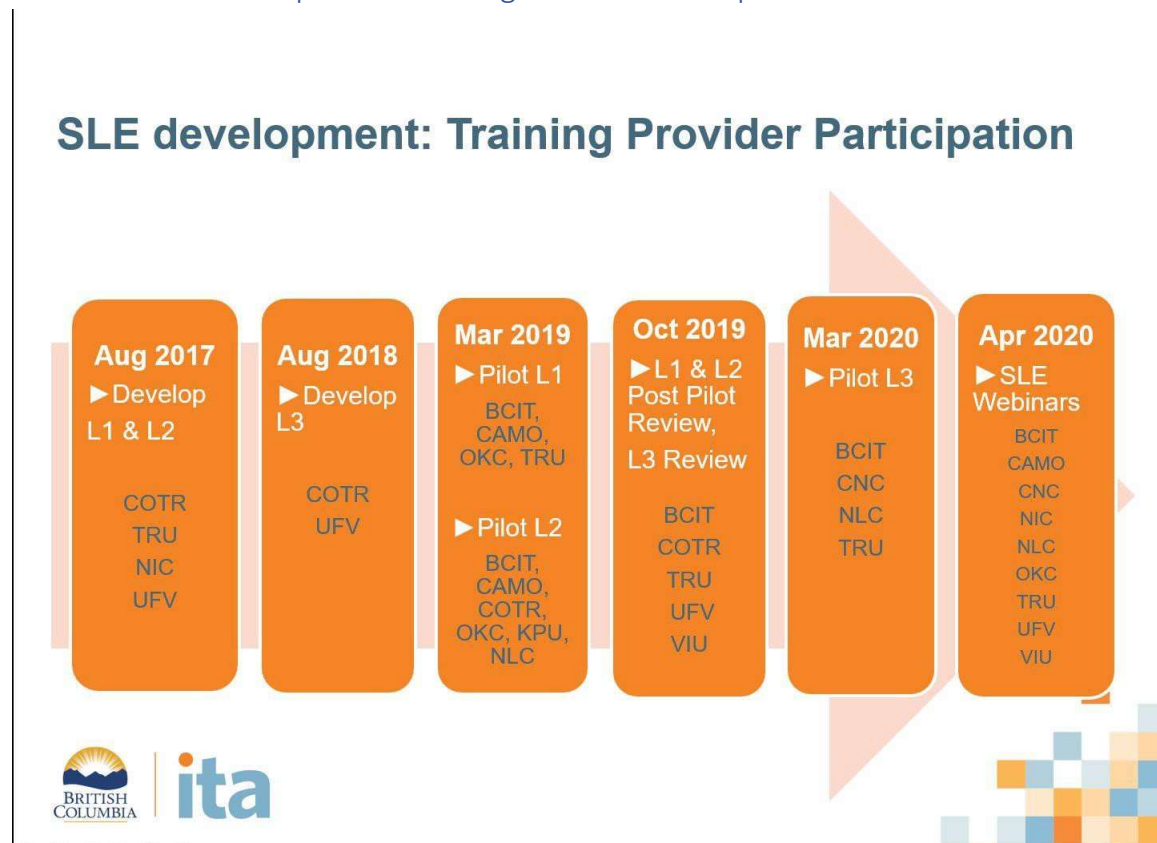 SLE development: Training Provider Participation
Aug 2017
►Develop
L1 & L2
COTR
TRU
NIC
UFV
Aug 2018
►Develop
L3
COTR
UFV
Mar 2019
►Pilot L1
BCIT,
CAMO,
OKC, TRU
►Pilot L2
BCIT,
CAMO,
COTR,
OKC, KPU,
NLC
Oct 2019
►L1 & L2
Post Pilot
Review,
L3 Review
BCIT
COTR
TRU
UFV
VIU
Mar 2020
►Pilot L3
BCIT
CNC
NLC
TRU
Apr 2020
►SLE
Webinars
BCIT
CAMO
CNC
NIC
NLC
OKC
TRU
UFV
VIU
BRITISH
COLUMBIA
ita